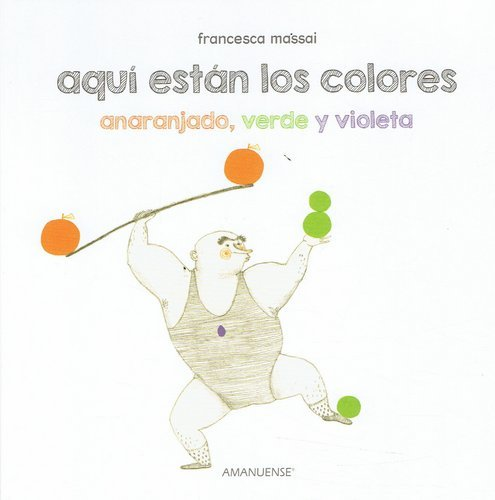 francesca massai
aquí están los colores
anaranjado, verde y violeta
AMANUENSE®